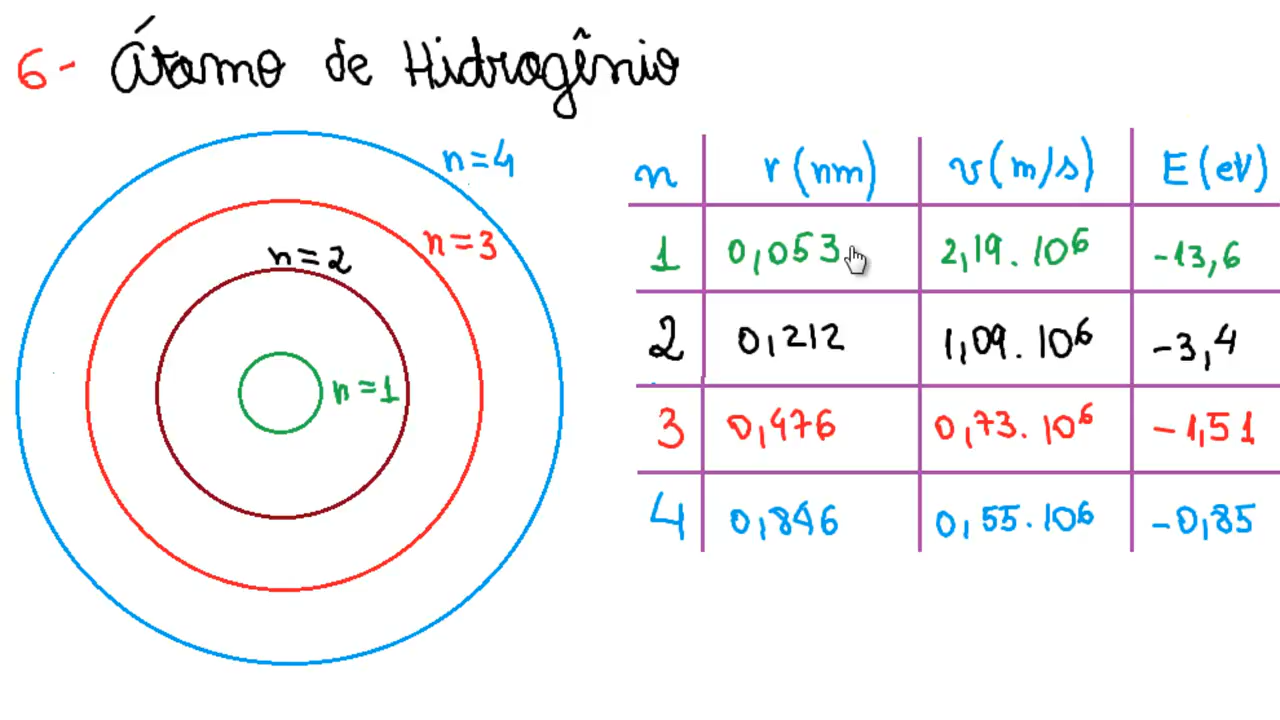 6- Átomo de Hidrogênio
n=4
n=3
n=2
n=1
n r(nm) v(m/s) E(eV)
1 0,053 2,19.10⁶ -13,6
2 0,212 1,09.10⁶ -3,4
3 0,476 0,73.10⁶ -1,51
4 0,846 0,55.10⁶ -0,85